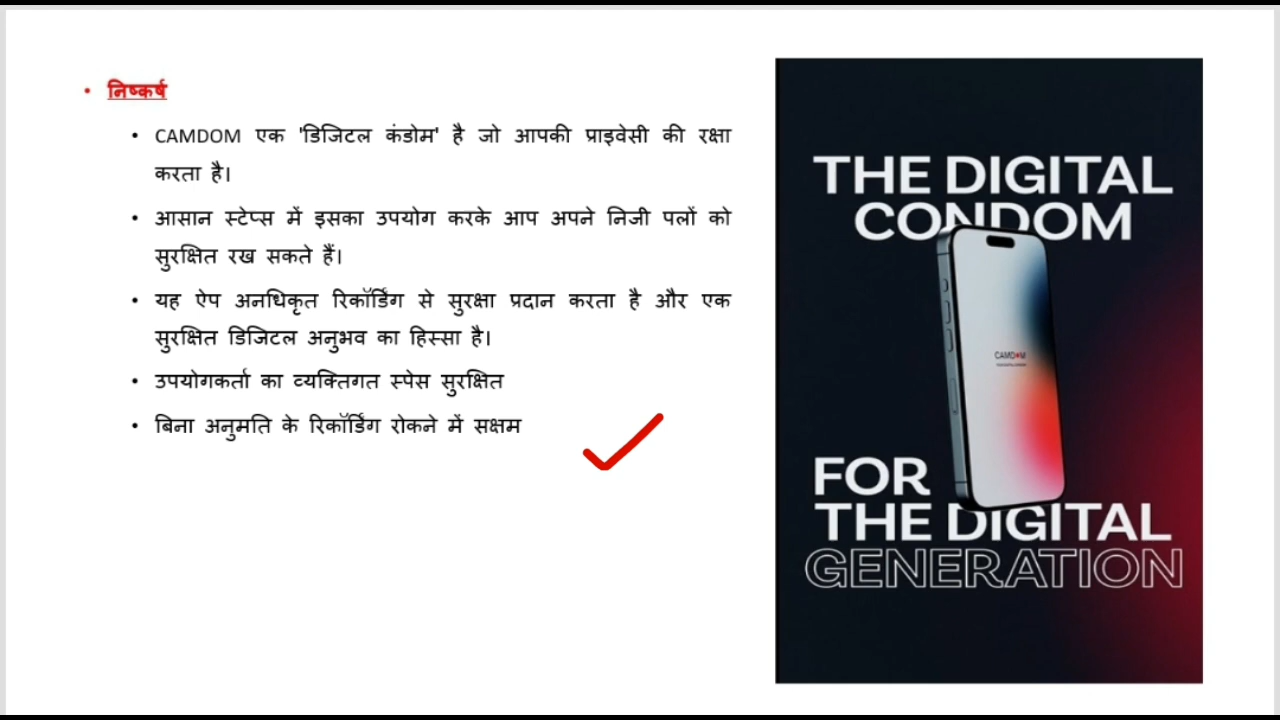 निष्कर्ष
CAMDOM एक 'डिजिटल कंडोम' है जो आपकी प्राइवेसी की रक्षा
करता है।
आसान स्टेप्स में इसका उपयोग करके आप अपने निजी पलों को
सुरक्षित रख सकते हैं।
यह ऐप अनधिकृत रिकॉर्डिंग से सुरक्षा प्रदान करता है और एक
सुरक्षित डिजिटल अनुभव का हिस्सा है।
उपयोगकर्ता का व्यक्तिगत स्पेस सुरक्षित
बिना अनुमति के रिकॉर्डिंग रोकने में सक्षम
THE DIGITAL
CONDOM
CAMDOM
FOR
THE DIGITAL
GENERATION